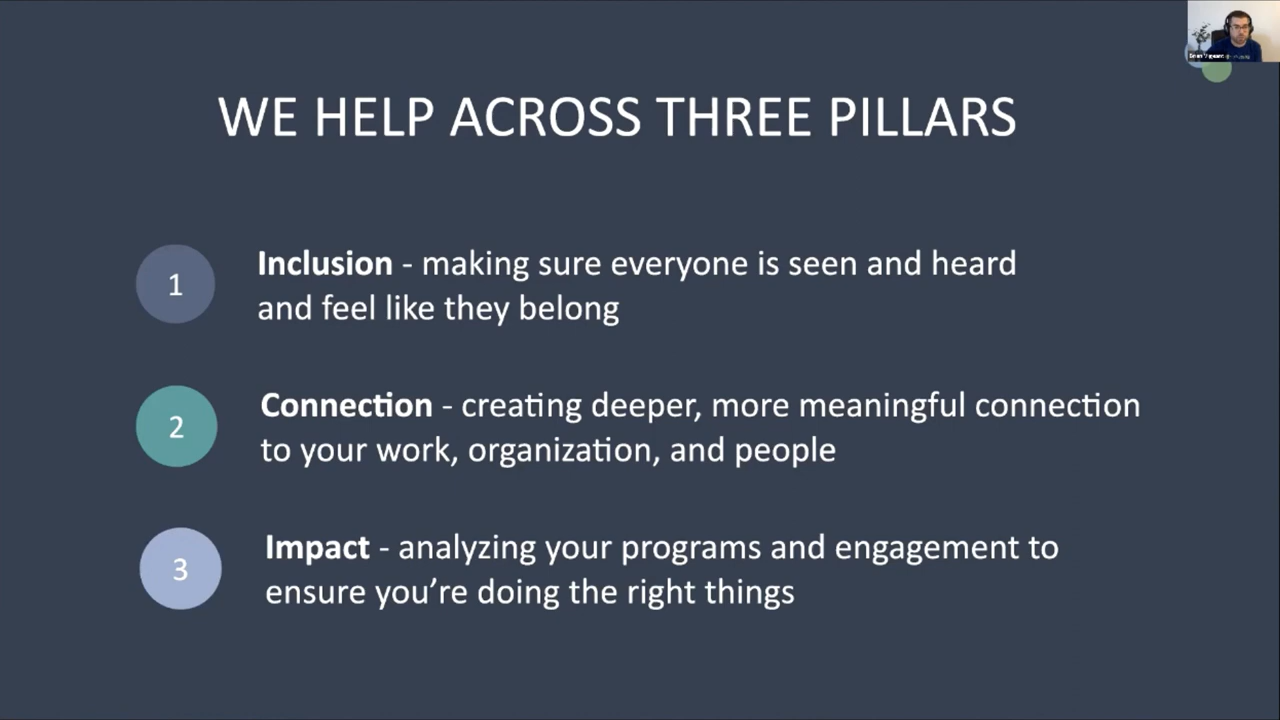 WE HELP ACROSS THREE PILLARS
1
Inclusion - making sure everyone is seen and heard
and feel like they belong
2
Connection - creating deeper, more meaningful connection
to your work, organization, and people
3
Impact - analyzing your programs and engagement to
ensure you’re doing the right things